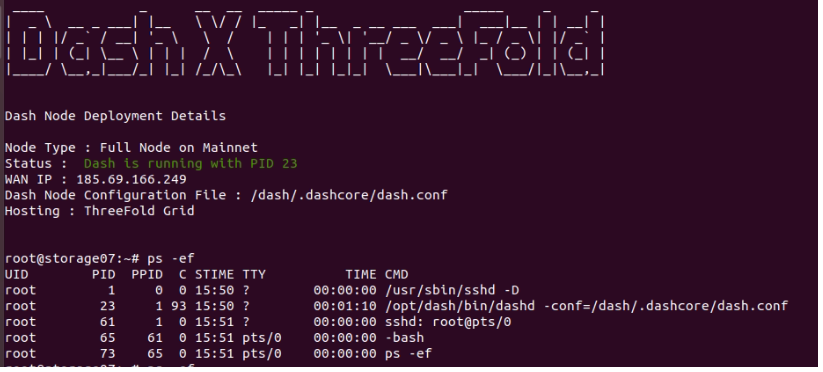 Dash X ThreeFold
Dash Node Deployment Details
Node Type : Full Node on Mainnet
Status :  Dash is running with PID 23
WAN IP : 185.69.166.249
Dash Node Configuration File : /dash/.dashcore/dash.conf
Hosting : ThreeFold Grid
root@storage07:~# ps -ef
UID        PID  PPID  C STIME TTY          TIME CMD
root         1     0  0 15:50 ?        00:00:00 /usr/sbin/sshd -D
root        23     1 93 15:50 ?        00:01:10 /opt/dash/bin/dashd -conf=/dash/.dashcore/dash.conf
root        61     1  0 15:51 ?        00:00:00 sshd: root@pts/0
root        65    61  0 15:51 pts/0    00:00:00 -bash
root        73    65  0 15:51 pts/0    00:00:00 ps -ef
root@storage07:~# ps -ef